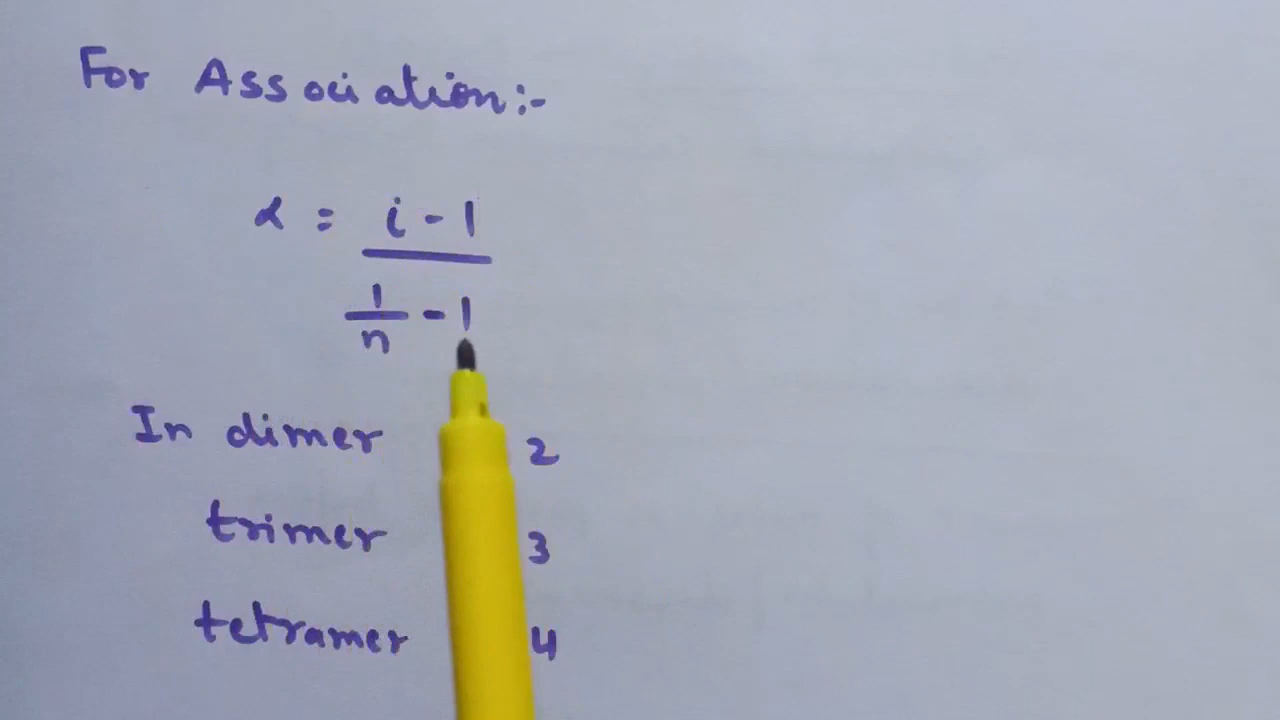 For Association:-
α = i - 1
1/n - 1
In dimer 2
trimer 3
tetramer 4